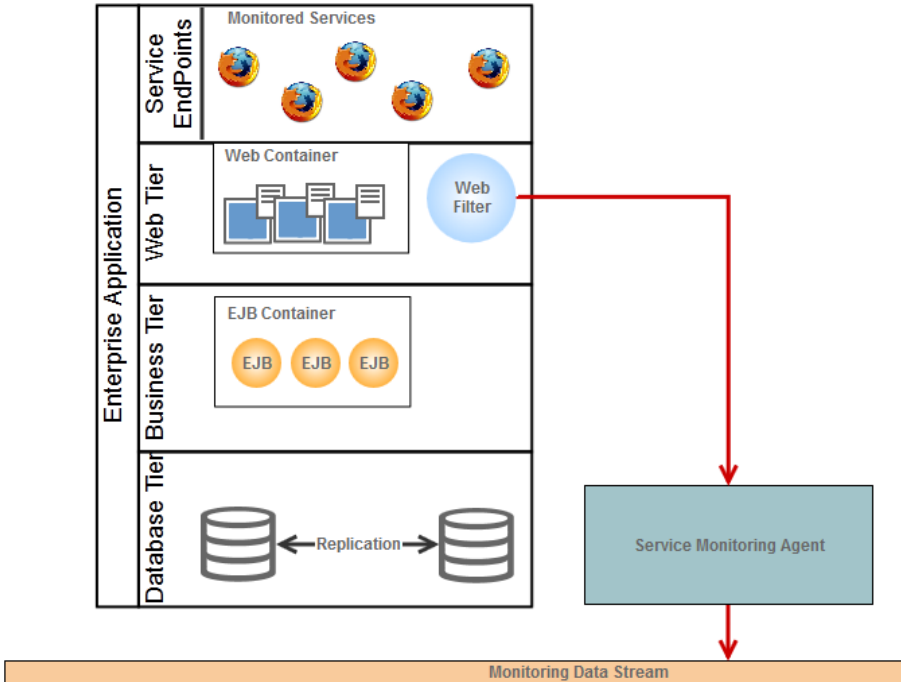 Enterprise Application
Service
EndPoints
Monitored Services
Web Tier
Web Container
Web
Filter
Business Tier
EJB Container
EJB
EJB
EJB
Database Tier
Replication
Service Monitoring Agent
Monitoring Data Stream